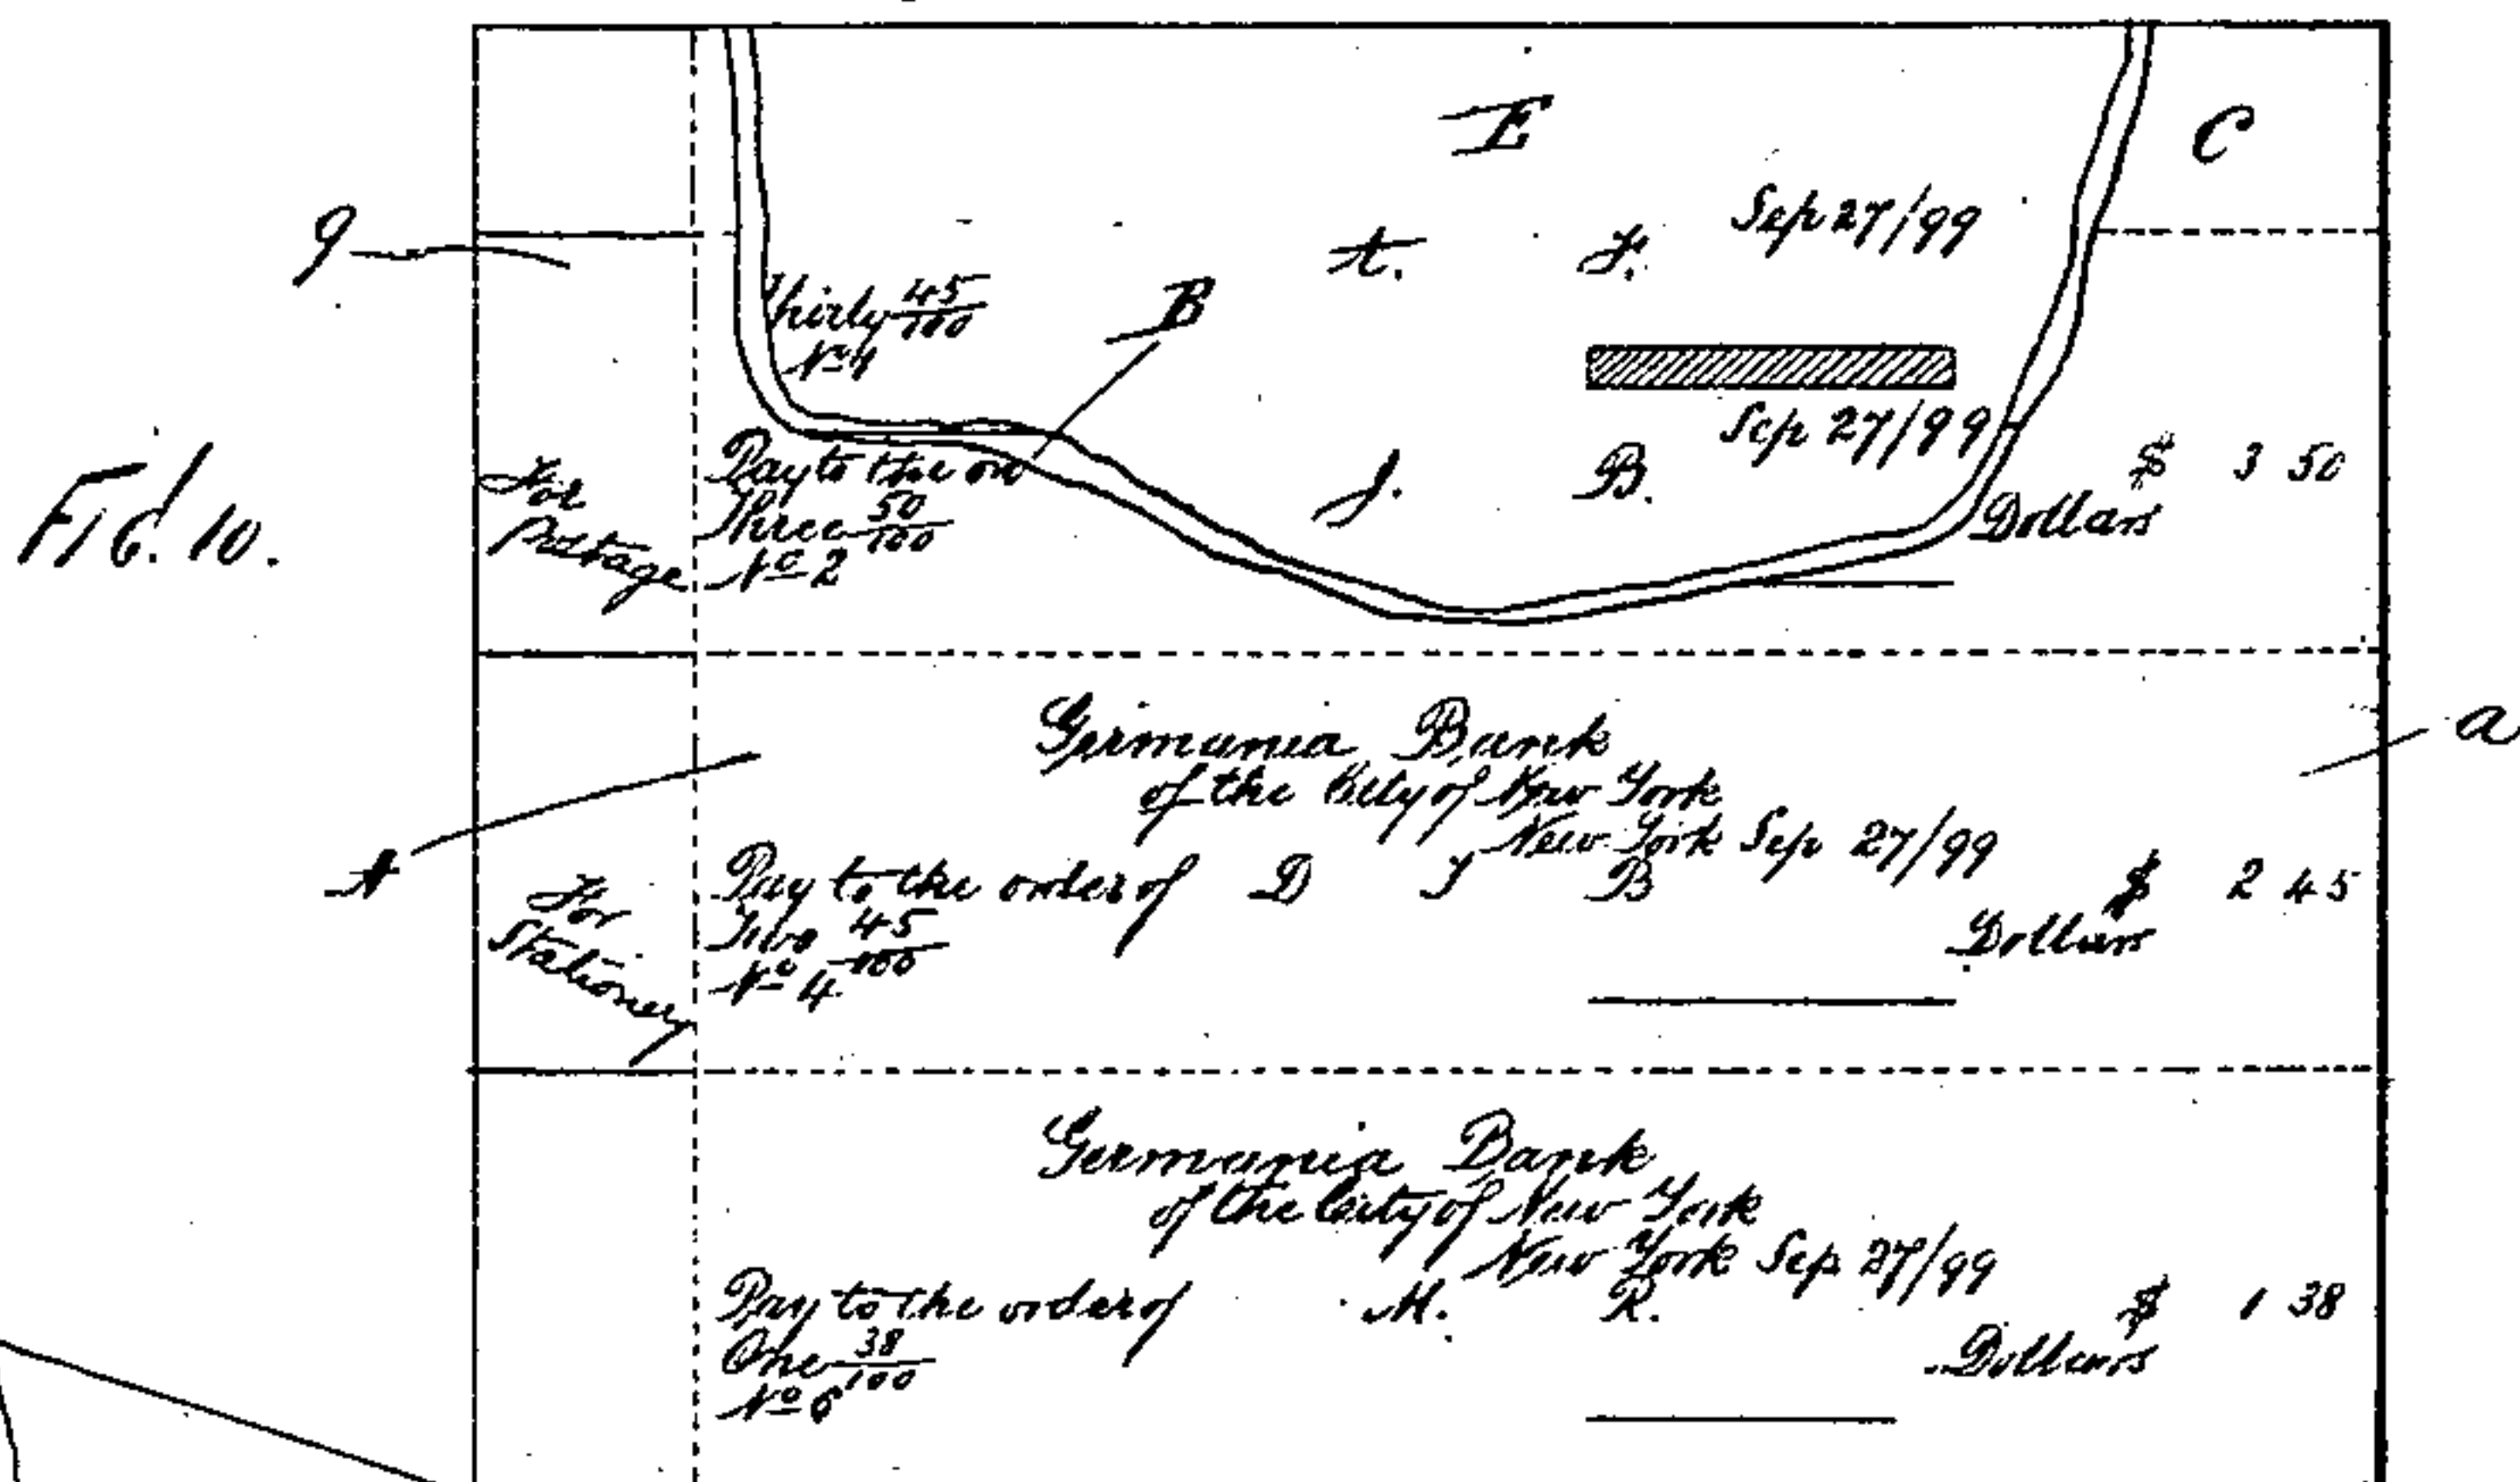 E
C
Sep 27/99
g
A. F.
B
Thirty 45/100
No 1
Sep 27/99
Pay to the or J. B. $ 3 50
For Postage
Three 50/100 Dollars
No 2
FIG. 10.
Germania Bank
of the City of New York
a
New York Sep 27/99
A
Pay to the order of D J B $ 2 45
For Stationery
Two 45/100 Dollars
No 4
Germania Bank
of the City of New York
New York Sep 27/99
Pay to the order of M. R. $ 1 38
One 38/100 Dollars
No 6